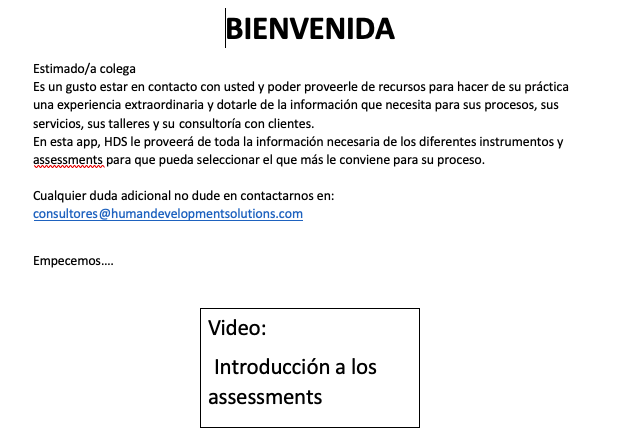 BIENVENIDA
Estimado/a colega
Es un gusto estar en contacto con usted y poder proveerle de recursos para hacer de su práctica
una experiencia extraordinaria y dotarle de la información que necesita para sus procesos, sus
servicios, sus talleres y su consultoría con clientes.
En esta app, HDS le proveerá de toda la información necesaria de los diferentes instrumentos y
assessments para que pueda seleccionar el que más le conviene para su proceso.
Cualquier duda adicional no dude en contactarnos en:
consultores@humandevelopmentsolutions.com
Empecemos....
Video:
Introducción a los
assessments